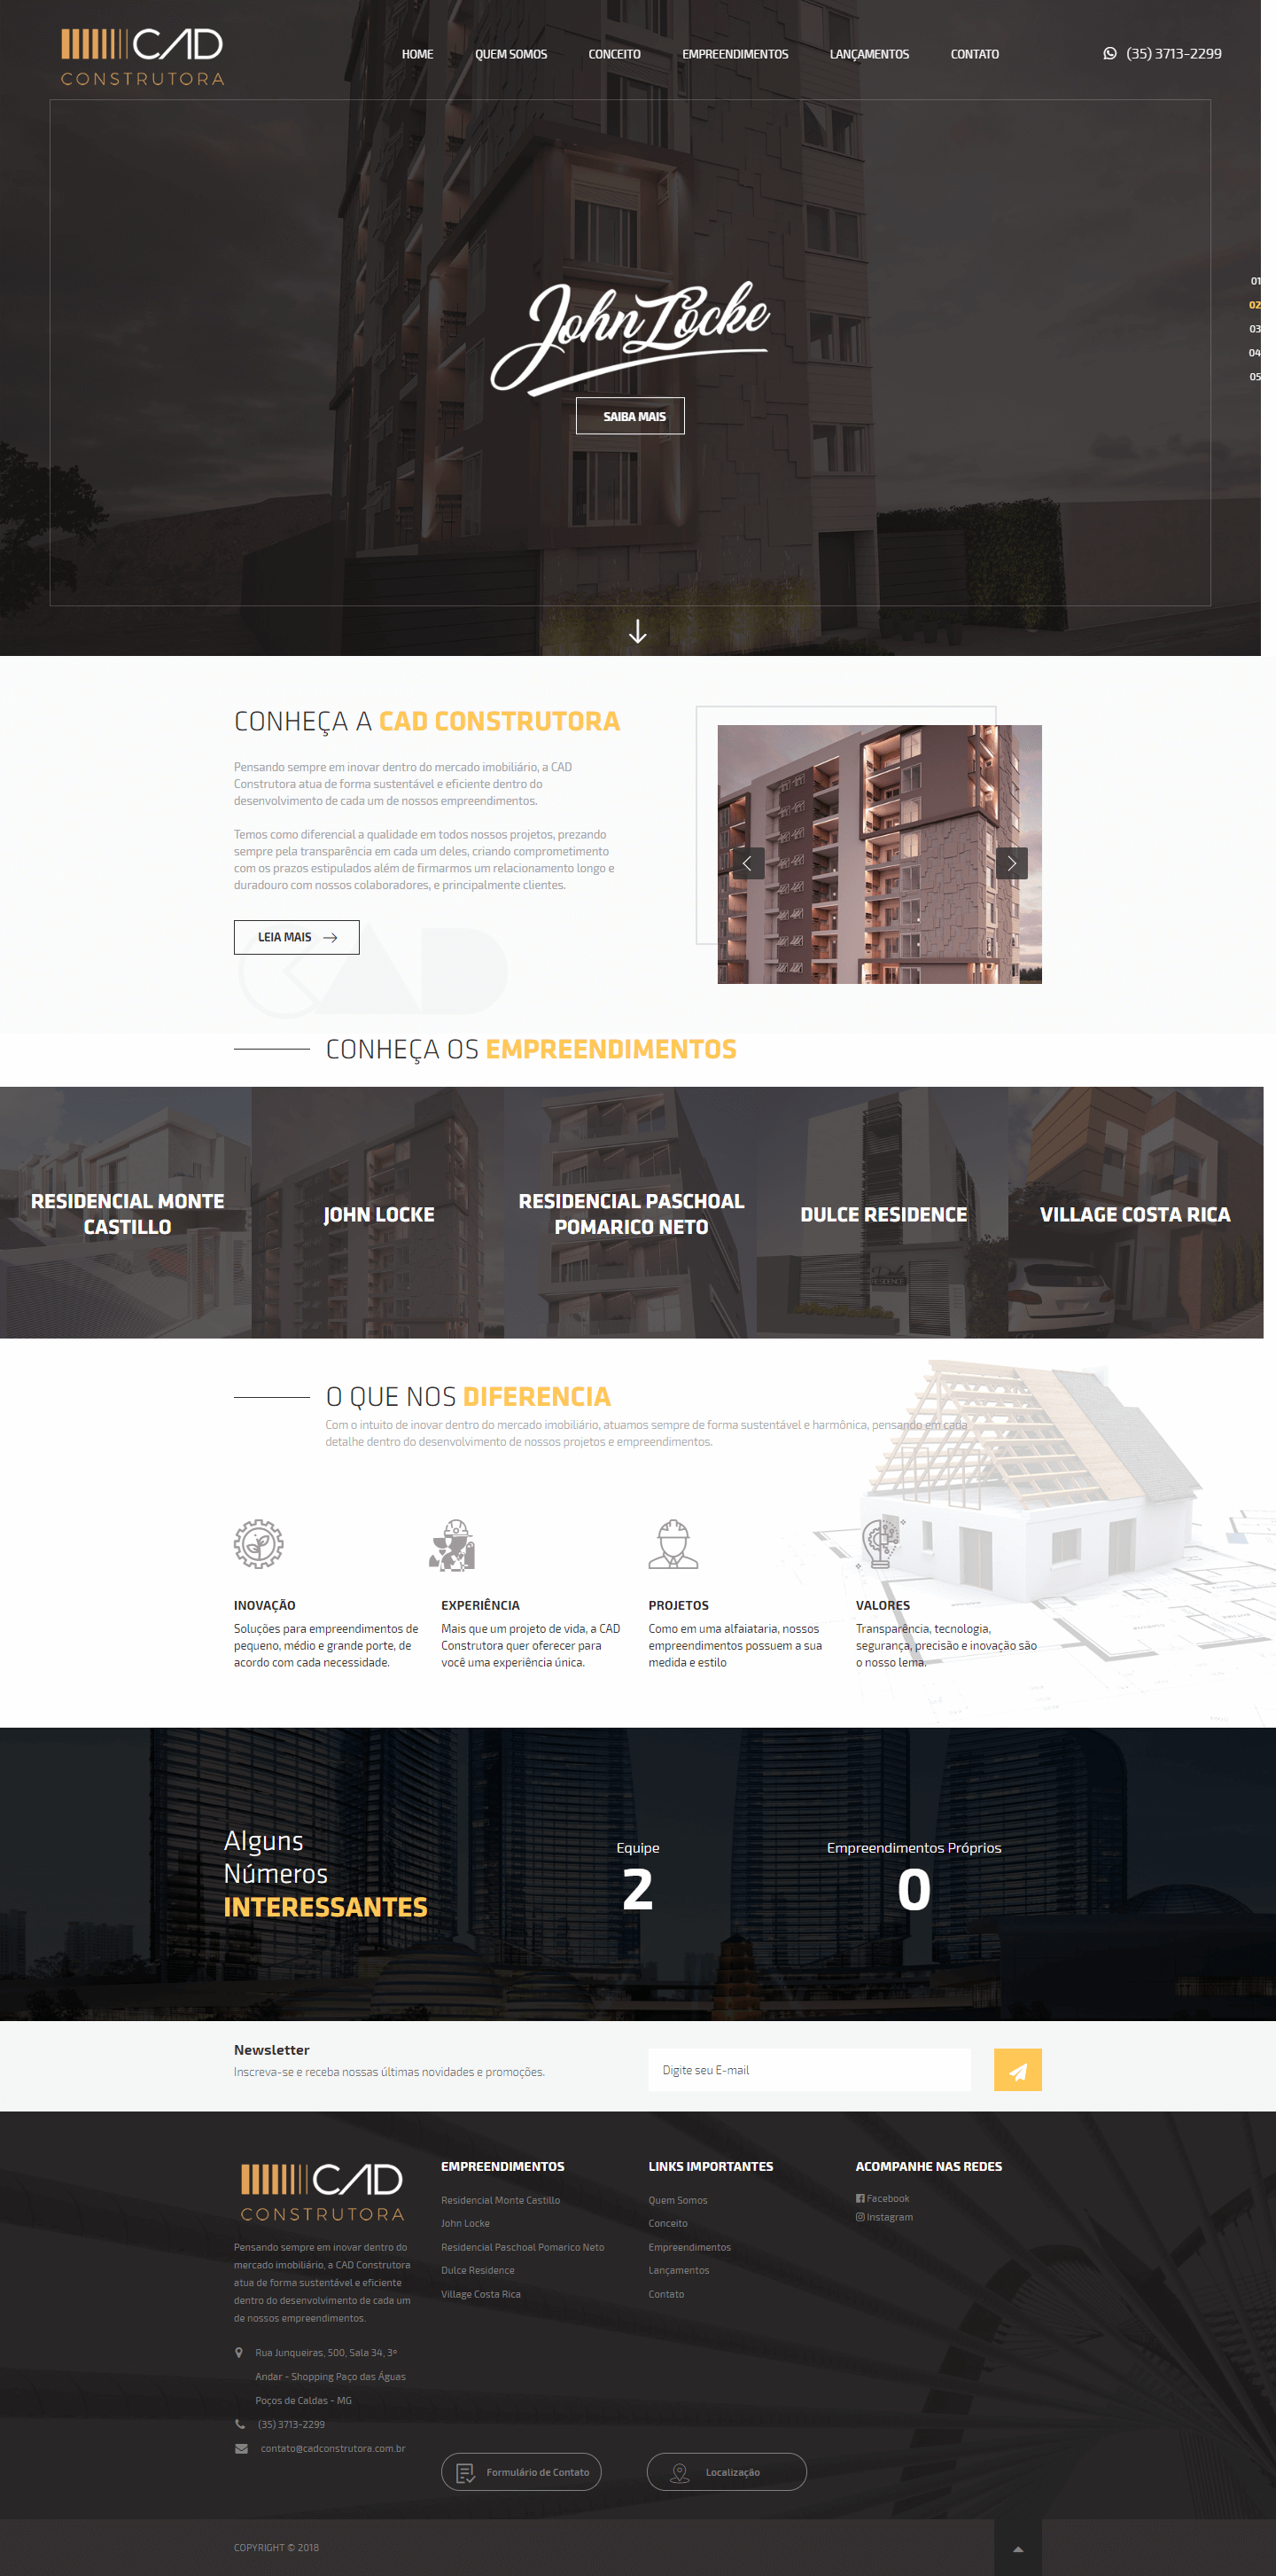 CAD
CONSTRUTORA
HOME
QUEM SOMOS
CONCEITO
EMPREENDIMENTOS
LANÇAMENTOS
CONTATO
(35) 3713-2299
John Locke
SAIBA MAIS
01
02
03
04
05
CONHEÇA A CAD CONSTRUTORA
Pensando sempre em inovar dentro do mercado imobiliário, a CAD
Construtora atua de forma sustentável e eficiente dentro do
desenvolvimento de cada um de nossos empreendimentos.
Temos como diferencial a qualidade em todos nossos projetos, prezando
sempre pela transparência em cada um deles, criando comprometimento
com os prazos estipulados além de firmarmos um relacionamento longo e
duradouro com nossos colaboradores, e principalmente clientes.
LEIA MAIS
CAD
CONHEÇA OS EMPREENDIMENTOS
RESIDENCIAL MONTE
CASTILLO
JOHN LOCKE
RESIDENCIAL PASCHOAL
POMARICO NETO
DULCE RESIDENCE
Dulce
RESIDENCE
VILLAGE COSTA RICA
O QUE NOS DIFERENCIA
Com o intuito de inovar dentro do mercado imobiliário, atuamos sempre de forma sustentável e harmônica, pensando em cada
detalhe dentro do desenvolvimento de nossos projetos e empreendimentos.
INOVAÇÃO
Soluções para empreendimentos de
pequeno, médio e grande porte, de
acordo com cada necessidade.
EXPERIÊNCIA
Mais que um projeto de vida, a CAD
Construtora quer oferecer para
você uma experiência única.
PROJETOS
Como em uma alfaiataria, nossos
empreendimentos possuem a sua
medida e estilo
VALORES
Transparência, tecnologia,
segurança, precisão e inovação são
o nosso lema.
Alguns
Números
INTERESSANTES
Equipe
2
Empreendimentos Próprios
0
Newsletter
Inscreva-se e receba nossas últimas novidades e promoções.
Digite seu E-mail
CAD
CONSTRUTORA
Pensando sempre em inovar dentro do
mercado imobiliário, a CAD Construtora
atua de forma sustentável e eficiente
dentro do desenvolvimento de cada um
de nossos empreendimentos.
Rua Junqueiras, 500, Sala 34, 3º
Andar - Shopping Paço das Águas
Poços de Caldas - MG
(35) 3713-2299
contato@cadconstrutora.com.br
EMPREENDIMENTOS
Residencial Monte Castillo
John Locke
Residencial Paschoal Pomarico Neto
Dulce Residence
Village Costa Rica
LINKS IMPORTANTES
Quem Somos
Conceito
Empreendimentos
Lançamentos
Contato
ACOMPANHE NAS REDES
Facebook
Instagram
Formulário de Contato
Localização
COPYRIGHT © 2018